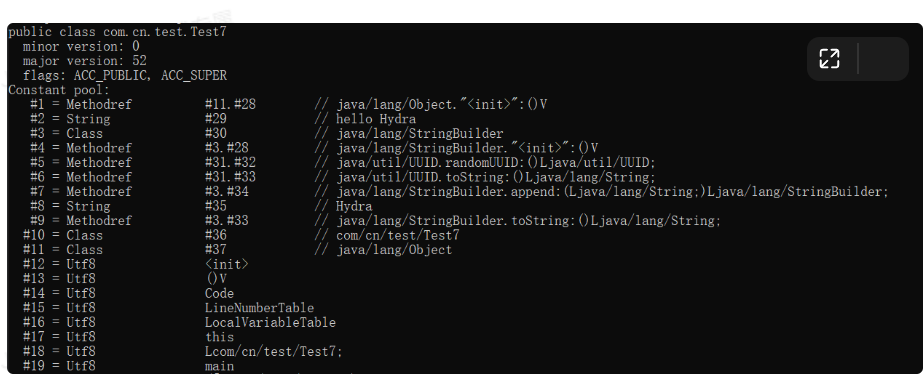 public class com.cn.test.Test7
minor version: 0
major version: 52
flags: ACC_PUBLIC, ACC_SUPER
Constant pool:
#1 = Methodref #11.#28 // java/lang/Object."<init>":()V
#2 = String #29 // hello Hydra
#3 = Class #30 // java/lang/StringBuilder
#4 = Methodref #3.#28 // java/lang/StringBuilder."<init>":()V
#5 = Methodref #31.#32 // java/util/UUID.randomUUID:()Ljava/util/UUID;
#6 = Methodref #31.#33 // java/util/UUID.toString:()Ljava/lang/String;
#7 = Methodref #3.#34 // java/lang/StringBuilder.append:(Ljava/lang/String;)Ljava/lang/StringBuilder;
#8 = String #35 // Hydra
#9 = Methodref #3.#33 // java/lang/StringBuilder.toString:()Ljava/lang/String;
#10 = Class #36 // com/cn/test/Test7
#11 = Class #37 // java/lang/Object
#12 = Utf8 <init>
#13 = Utf8 ()V
#14 = Utf8 Code
#15 = Utf8 LineNumberTable
#16 = Utf8 LocalVariableTable
#17 = Utf8 this
#18 = Utf8 Lcom/cn/test/Test7;
#19 = Utf8 main